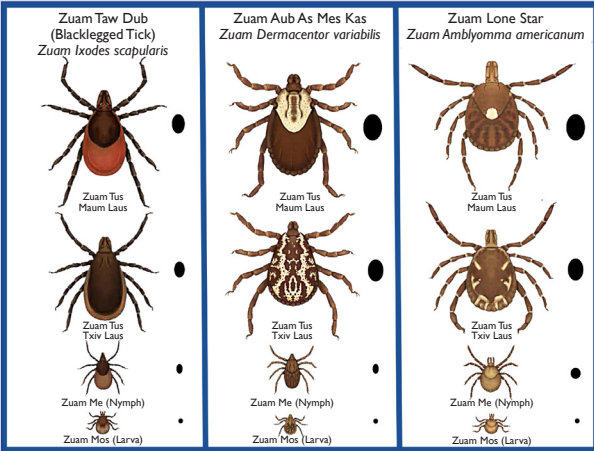 Zuam Taw Dub
(Blacklegged Tick)
Zuam Ixodes scapularis
Zuam Tus
Maum Laus
Zuam Tus
Txiv Laus
Zuam Me (Nymph)
Zuam Mos (Larva)
Zuam Aub As Mes Kas
Zuam Dermacentor variabilis
Zuam Tus
Maum Laus
Zuam Tus
Txiv Laus
Zuam Me (Nymph)
Zuam Mos (Larva)
Zuam Lone Star
Zuam Amblyomma americanum
Zuam Tus
Maum Laus
Zuam Tus
Txiv Laus
Zuam Me (Nymph)
Zuam Mos (Larva)